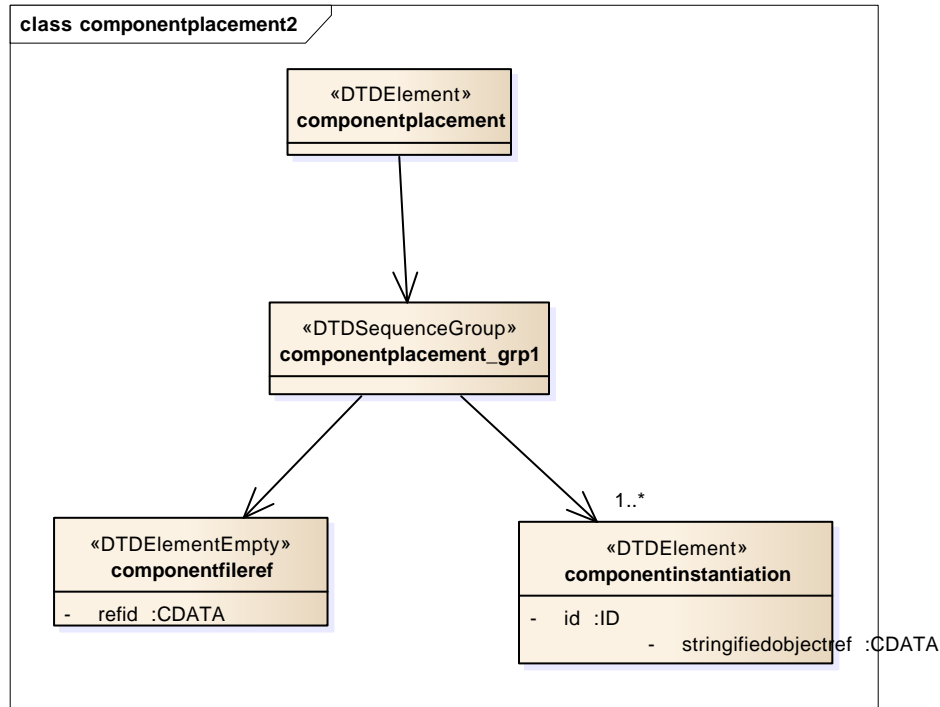 class componentplacement2
«DTDElement»
componentplacement
«DTDSequenceGroup»
componentplacement_grp1
1..*
«DTDElementEmpty»
componentfileref
- refid :CDATA
«DTDElement»
componentinstantiation
- id :ID
- stringifiedobjectref :CDATA